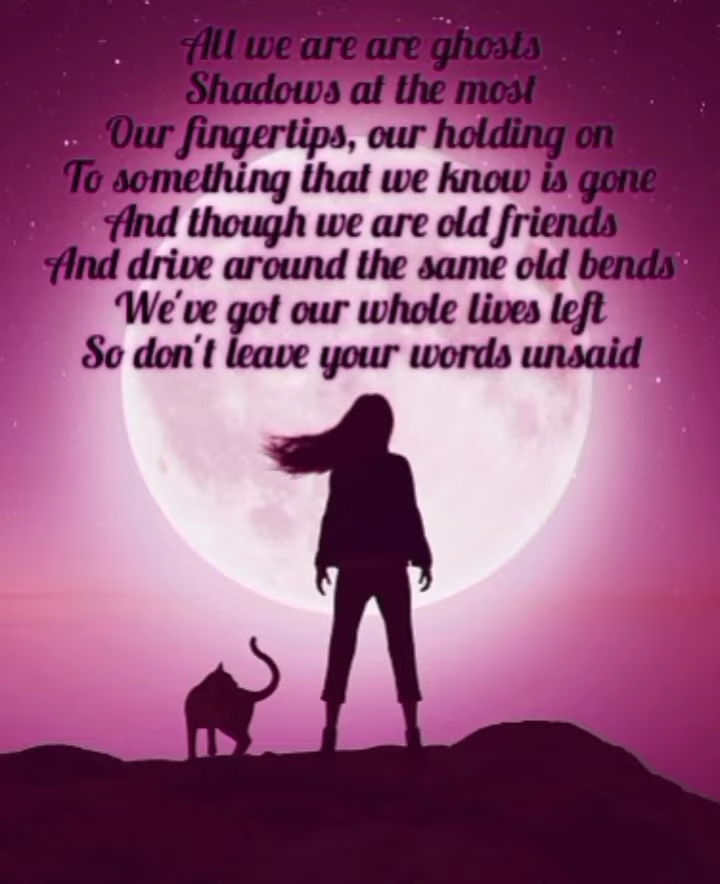 All we are are ghosts
Shadows at the most
Our fingertips, our holding on
To something that we know is gone
And though we are old friends
And drive around the same old bends
We've got our whole lives left
So don't leave your words unsaid